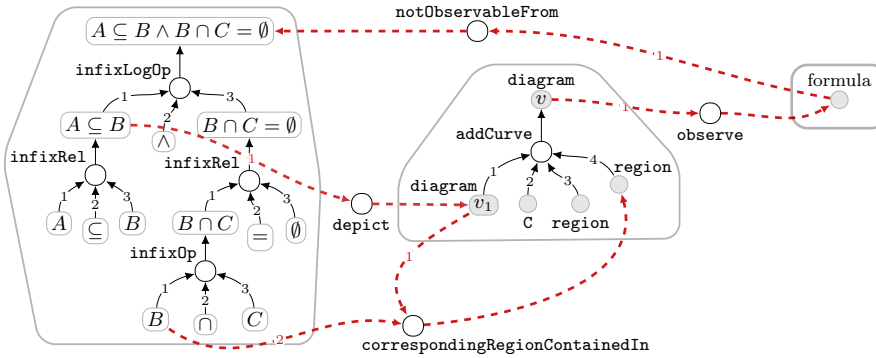 notObservableFrom
A ⊆ B ∧ B ∩ C = ∅
1
infixLogOp
diagram
formula
1 2 3
v
1
observe
A ⊆ B
∧
B ∩ C = ∅
addCurve
infixRel
infixRel
1
1 2 3 4
region
diagram
1 2 3
1 2 3
v₁
C
region
depict
A ⊆ B
B ∩ C
= ∅
infixOp
1
1 2 3
B ∩ C
2
correspondingRegionContainedIn